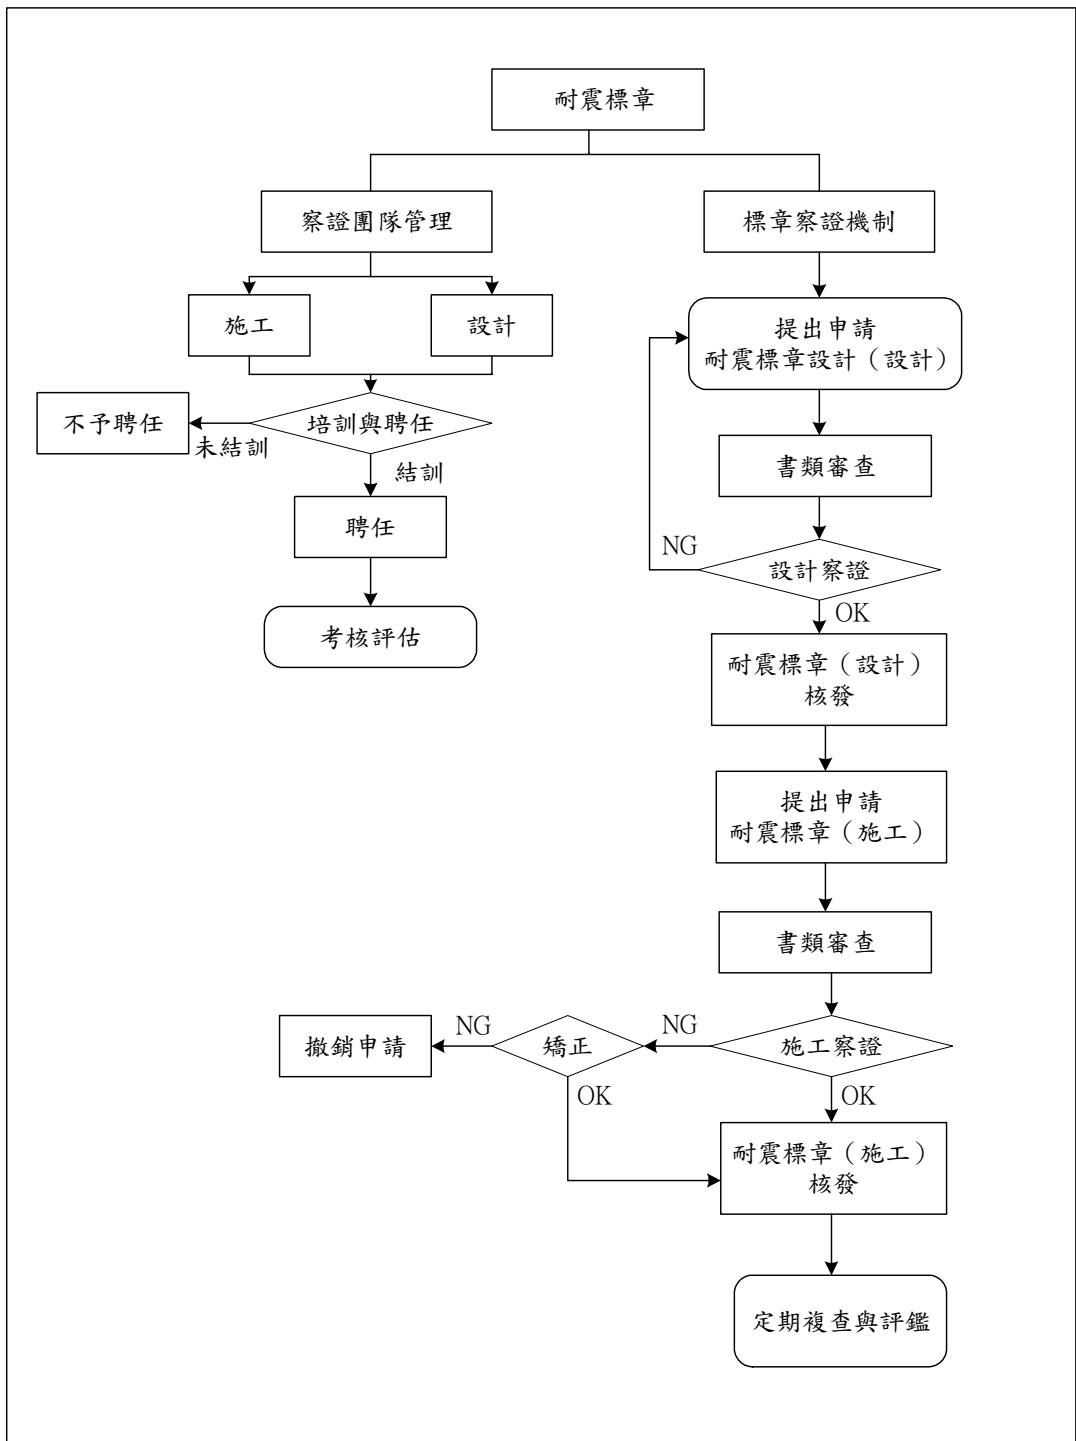 耐震標章
察證團隊管理
標章察證機制
施工
設計
提出申請
耐震標章設計（設計）
不予聘任
未結訓
培訓與聘任
結訓
聘任
考核評估
書類審查
設計察證
NG
OK
耐震標章（設計）
核發
提出申請
耐震標章（施工）
書類審查
施工察證
NG
矯正
NG
撤銷申請
OK
OK
耐震標章（施工）
核發
定期複查與評鑑